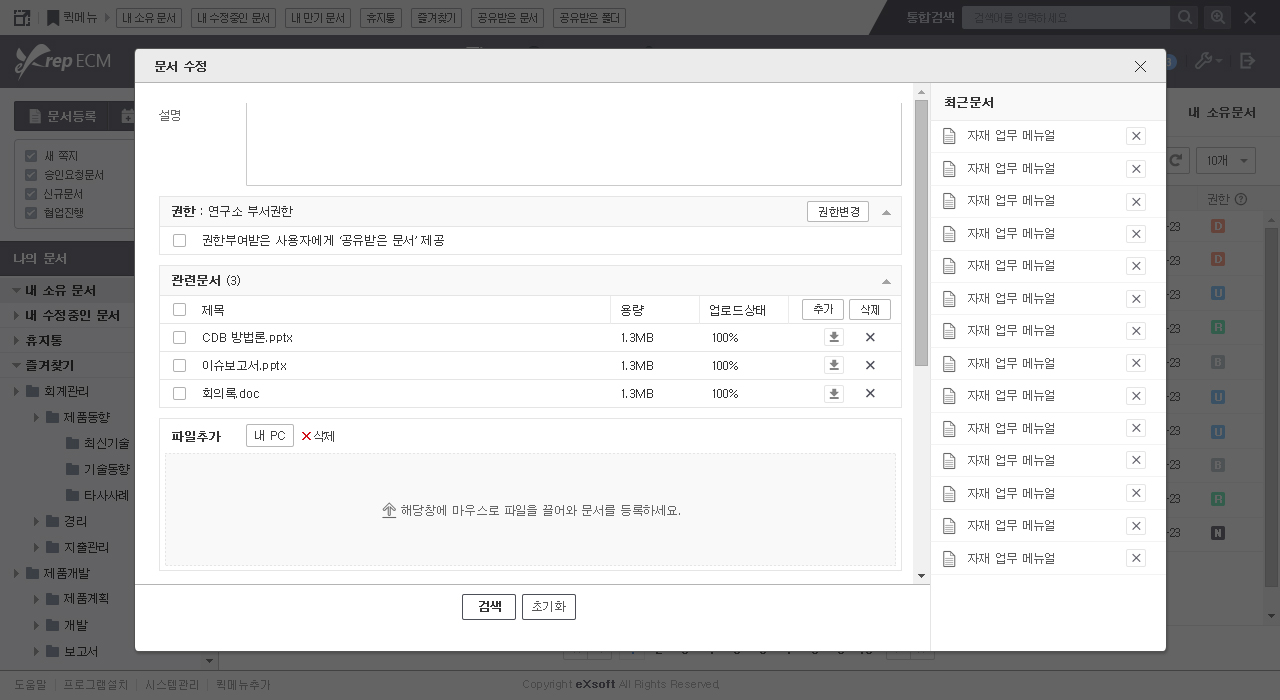 퀵메뉴
내 소유 문서
내 수정중인 문서
내 만기 문서
휴지통
즐겨찾기
공유받은 문서
공유받은 폴더
통합검색
검색어를 입력하세요
Xrep ECM
문서등록
새 쪽지
승인요청문서
신규문서
협업진행
나의 문서
내 소유 문서
내 수정중인 문서
휴지통
즐겨찾기
회계관리
제품동향
최신기술
기술동향
타사사례
경리
지출관리
제품개발
제품계획
개발
보고서
문서 수정
설명
권한 : 연구소 부서권한
권한변경
권한부여받은 사용자에게 ‘공유받은 문서’ 제공
관련문서 (3)
제목 용량 업로드상태 추가 삭제
CDB 방법론.pptx 1.3MB 100%
이슈보고서.pptx 1.3MB 100%
회의록.doc 1.3MB 100%
파일추가 내 PC 삭제
해당창에 마우스로 파일을 끌어와 문서를 등록하세요.
검색 초기화
최근문서
자재 업무 메뉴얼
자재 업무 메뉴얼
자재 업무 메뉴얼
자재 업무 메뉴얼
자재 업무 메뉴얼
자재 업무 메뉴얼
자재 업무 메뉴얼
자재 업무 메뉴얼
자재 업무 메뉴얼
자재 업무 메뉴얼
자재 업무 메뉴얼
자재 업무 메뉴얼
자재 업무 메뉴얼
자재 업무 메뉴얼
3
내 소유문서
10개
권한
-23 D
-23 D
-23 U
-23 R
-23 B
-23 U
-23 U
-23 B
-23 R
-23 N
도움말 프로그램설치 시스템관리 퀵메뉴추가
Copyright eXsoft All Rights Reserved.